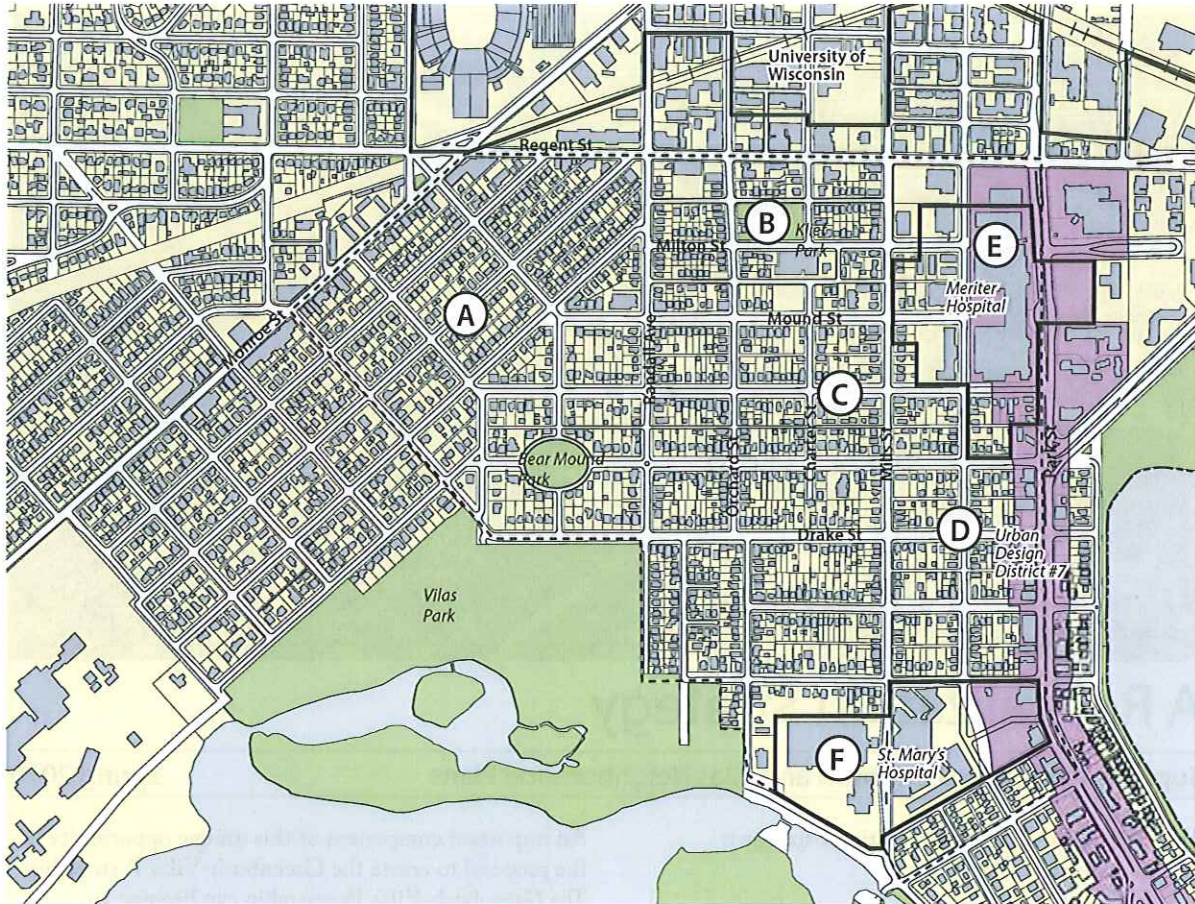 University of
Wisconsin
Regent St
B
Klief
Park
E
Milton St
Meriter
Hospital
A
Mound St
Monroe St
Randall Ave
C
Charter St
Bear Mound
Park
Orchard St
Mills St
Park St
D
Drake St
Urban
Design
District #7
Vilas
Park
F
St. Mary's
Hospital